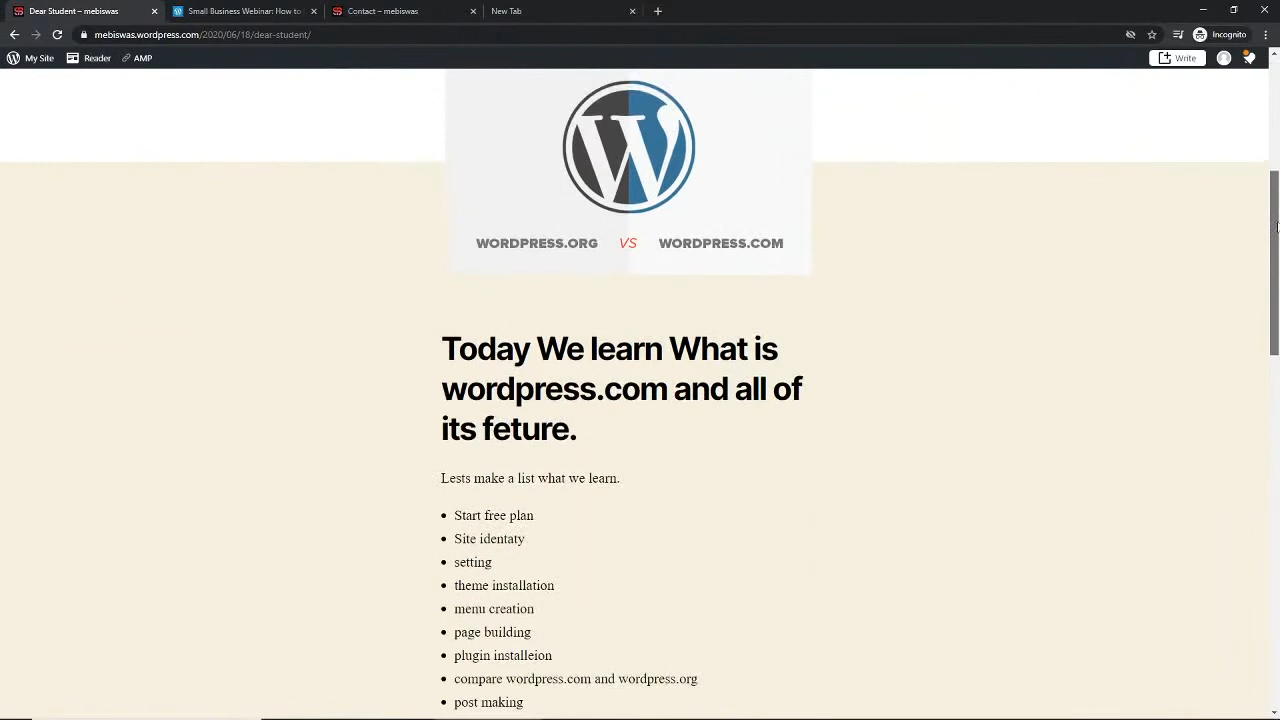 Dear Student – mebiswas
Small Business Webinar How to
Contact – mebiswas
New Tab
mebiswas.wordpress.com/2020/06/18/dear-student/
Incognito
My Site
Reader
AMP
Write
WORDPRESS.ORG VS WORDPRESS.COM
Today We learn What is
wordpress.com and all of
its feture.
Lests make a list what we learn.
Start free plan
Site identaty
setting
theme installation
menu creation
page building
plugin installeion
compare wordpress.com and wordpress.org
post making